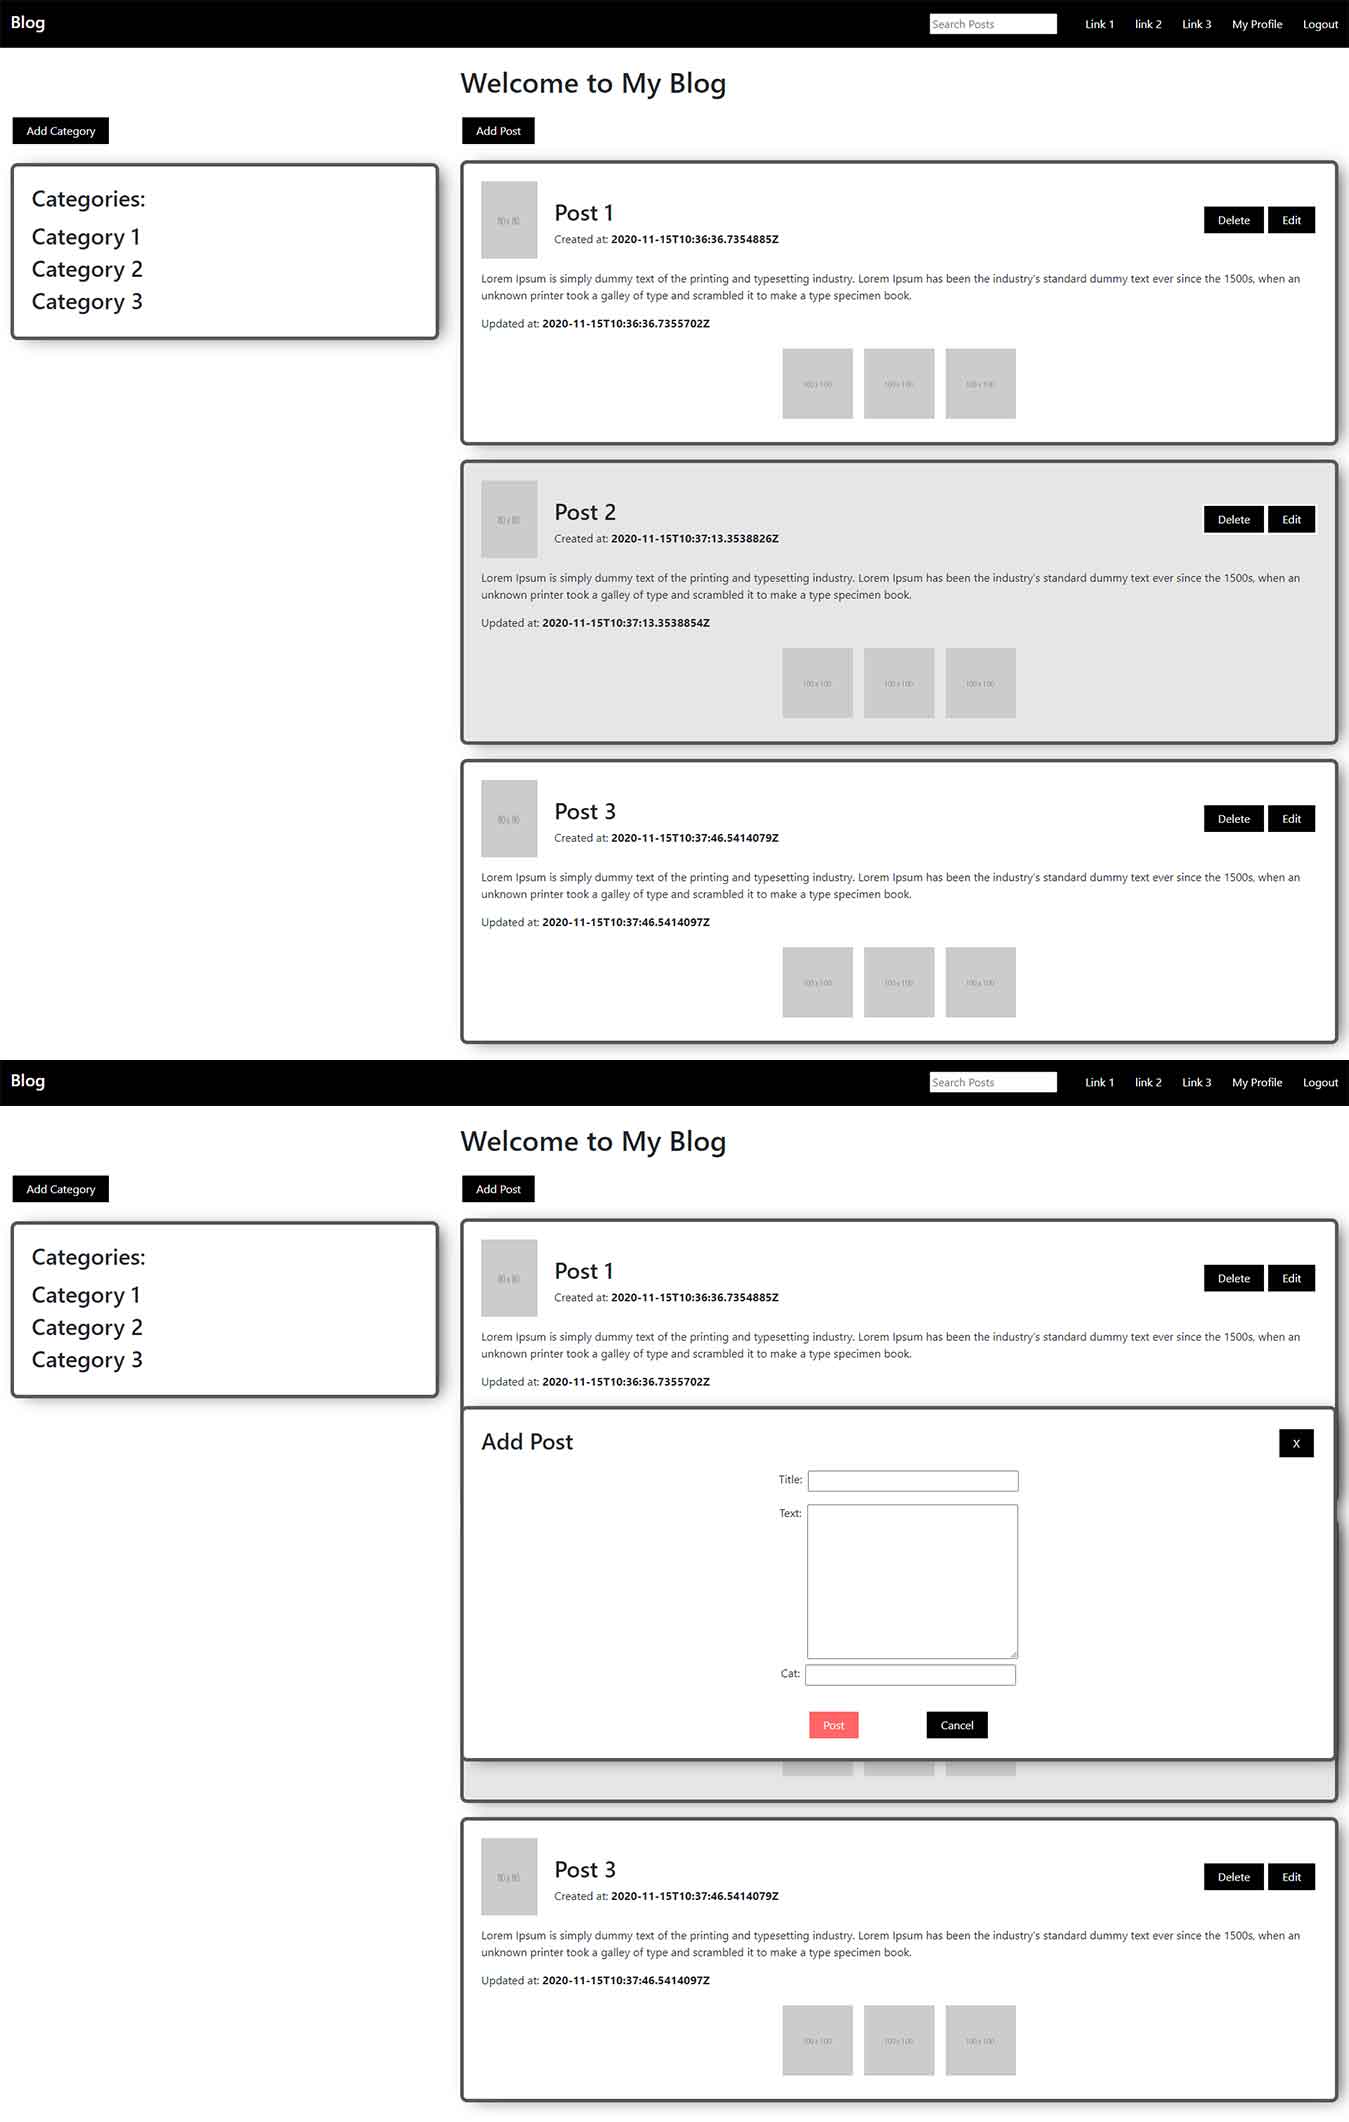 Blog
Search Posts
Link 1
link 2
Link 3
My Profile
Logout
Welcome to My Blog
Add Category
Add Post
Categories:
Category 1
Category 2
Category 3
80 x 80
Post 1
Created at: 2020-11-15T10:36:36.7354885Z
Delete
Edit
Lorem Ipsum is simply dummy text of the printing and typesetting industry. Lorem Ipsum has been the industry's standard dummy text ever since the 1500s, when an
unknown printer took a galley of type and scrambled it to make a type specimen book.
Updated at: 2020-11-15T10:36:36.7355702Z
100 x 100
100 x 100
100 x 100
80 x 80
Post 2
Created at: 2020-11-15T10:37:13.3538826Z
Delete
Edit
Lorem Ipsum is simply dummy text of the printing and typesetting industry. Lorem Ipsum has been the industry's standard dummy text ever since the 1500s, when an
unknown printer took a galley of type and scrambled it to make a type specimen book.
Updated at: 2020-11-15T10:37:13.3538854Z
100 x 100
100 x 100
100 x 100
80 x 80
Post 3
Created at: 2020-11-15T10:37:46.5414079Z
Delete
Edit
Lorem Ipsum is simply dummy text of the printing and typesetting industry. Lorem Ipsum has been the industry's standard dummy text ever since the 1500s, when an
unknown printer took a galley of type and scrambled it to make a type specimen book.
Updated at: 2020-11-15T10:37:46.5414097Z
100 x 100
100 x 100
100 x 100
Blog
Search Posts
Link 1
link 2
Link 3
My Profile
Logout
Welcome to My Blog
Add Category
Add Post
Categories:
Category 1
Category 2
Category 3
80 x 80
Post 1
Created at: 2020-11-15T10:36:36.7354885Z
Delete
Edit
Lorem Ipsum is simply dummy text of the printing and typesetting industry. Lorem Ipsum has been the industry's standard dummy text ever since the 1500s, when an
unknown printer took a galley of type and scrambled it to make a type specimen book.
Updated at: 2020-11-15T10:36:36.7355702Z
Add Post
X
Title:
Text:
Cat:
Post
Cancel
80 x 80
Post 3
Created at: 2020-11-15T10:37:46.5414079Z
Delete
Edit
Lorem Ipsum is simply dummy text of the printing and typesetting industry. Lorem Ipsum has been the industry's standard dummy text ever since the 1500s, when an
unknown printer took a galley of type and scrambled it to make a type specimen book.
Updated at: 2020-11-15T10:37:46.5414097Z
100 x 100
100 x 100
100 x 100